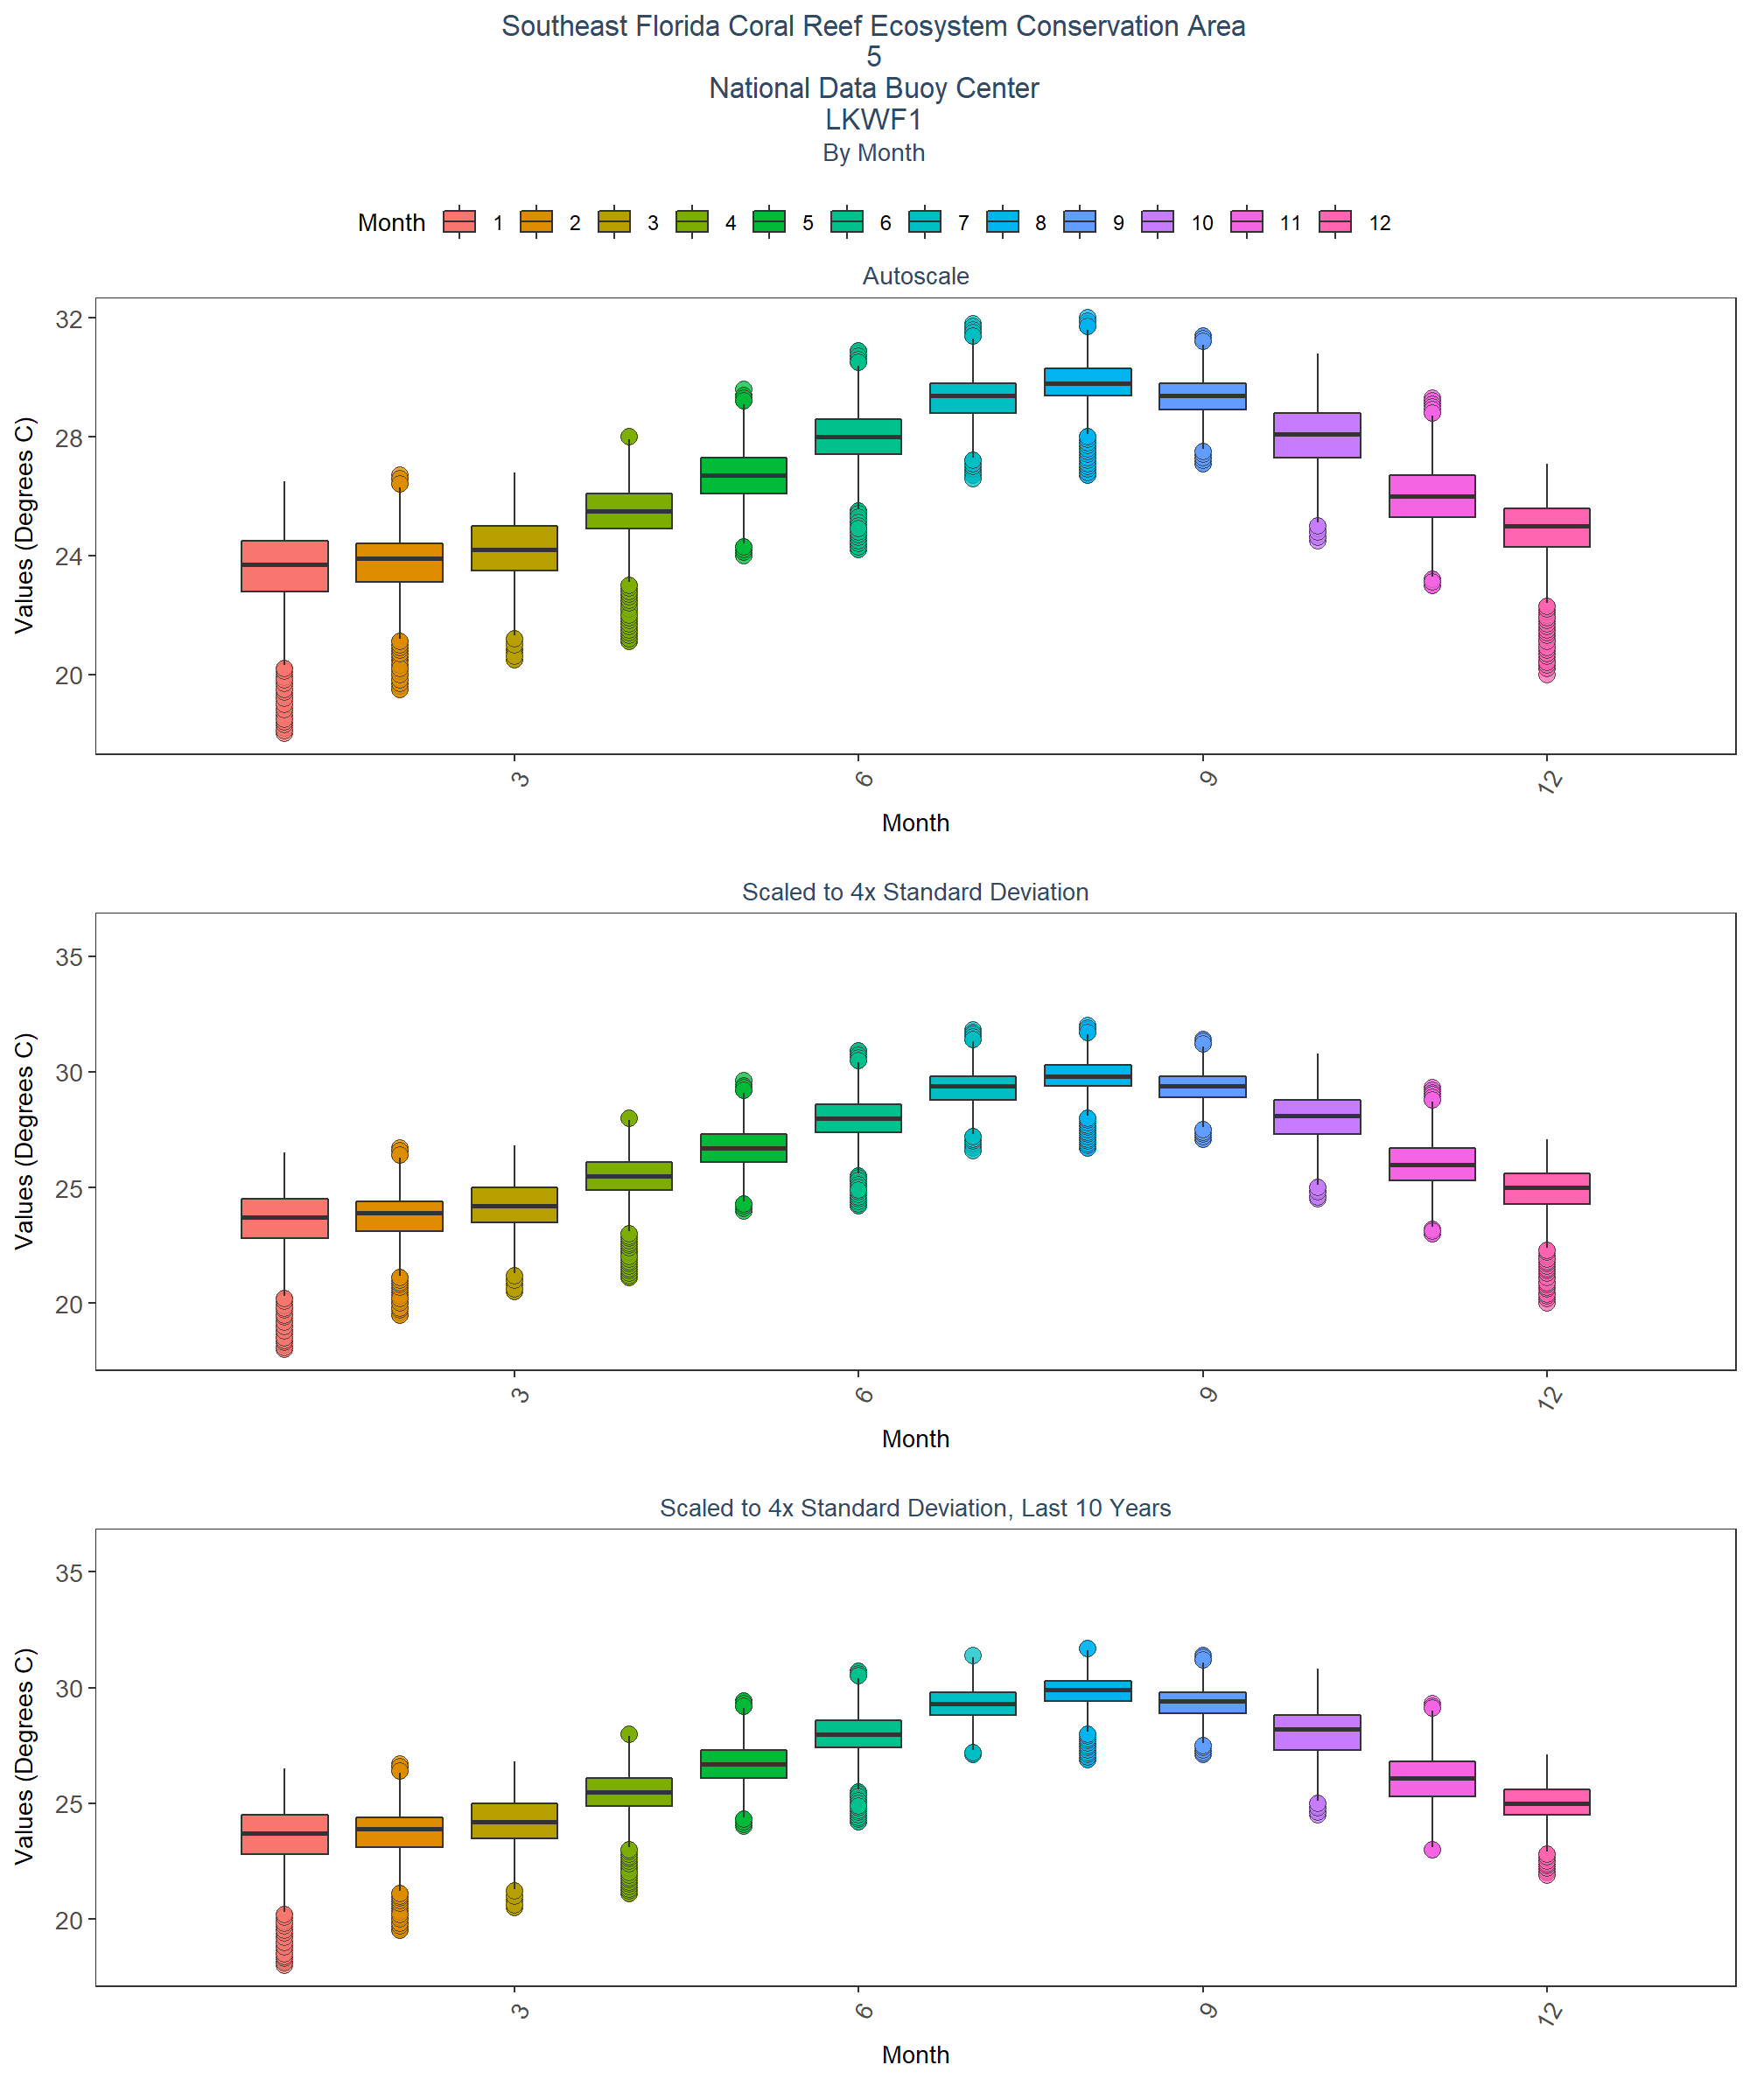 Southeast Florida Coral Reef Ecosystem Conservation Area
5
National Data Buoy Center
LKWF1
By Month
Month 1 2 3 4 5 6 7 8 9 10 11 12
Autoscale
Values (Degrees C)
32
28
24
20
3 6 9 12
Month
Scaled to 4x Standard Deviation
Values (Degrees C)
35
30
25
20
3 6 9 12
Month
Scaled to 4x Standard Deviation, Last 10 Years
Values (Degrees C)
35
30
25
20
3 6 9 12
Month